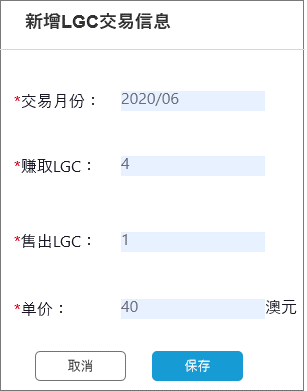 新增LGC交易信息
*交易月份： 2020/06
*赚取LGC： 4
*售出LGC： 1
*单价： 40 澳元
取消 保存